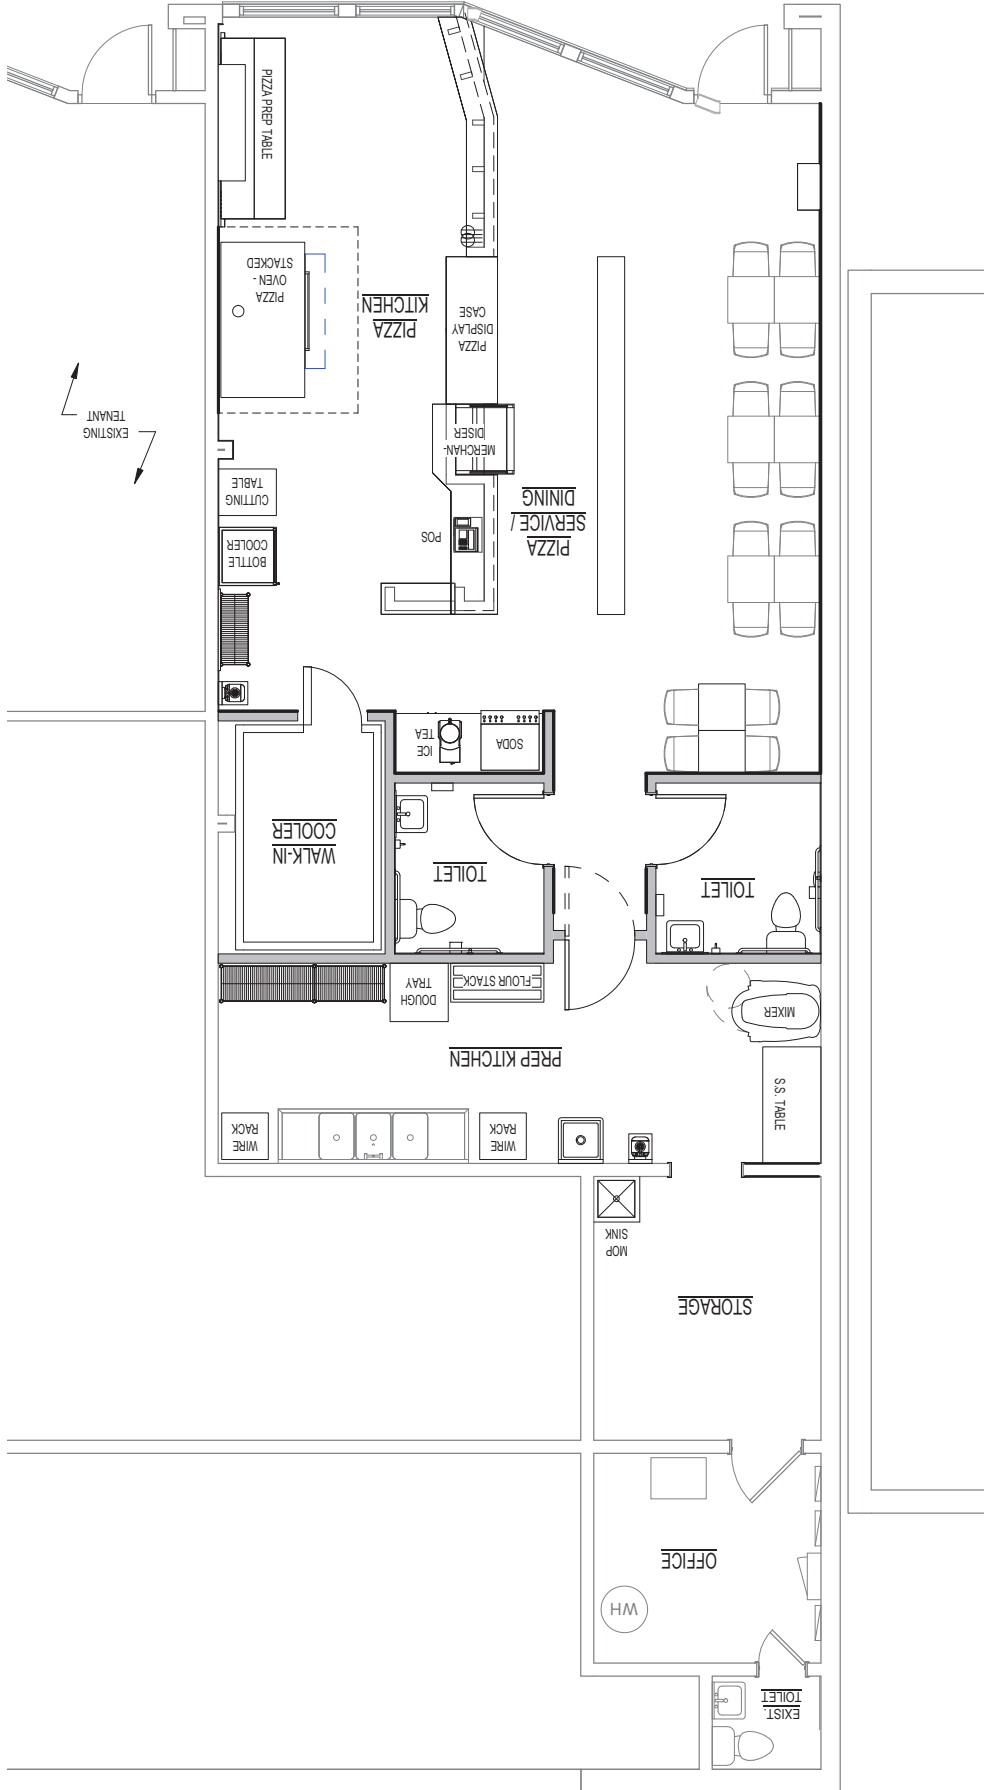 PIZZA PREP TABLE
STACKED
OVEN -
PIZZA
PIZZA
KITCHEN
PIZZA
DISPLAY
CASE
EXISTING
TENANT
MERCHAN-
DISER
CUTTING
TABLE
POS
PIZZA
SERVICE /
DINING
BOTTLE
COOLER
ICE
TEA
SODA
WALK-IN
COOLER
TOILET
TOILET
DOUGH
TRAY
FLOUR STACK
MIXER
PREP KITCHEN
S.S. TABLE
WIRE
RACK
WIRE
RACK
MOP
SINK
STORAGE
OFFICE
WH
EXIST.
TOILET